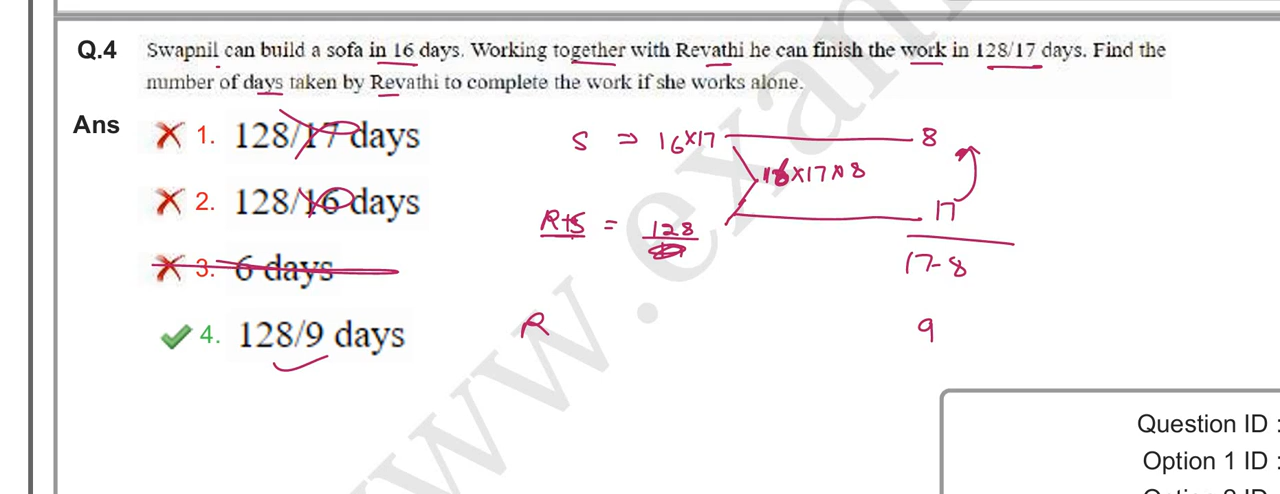 Q.4 Swapnil can build a sofa in 16 days. Working together with Revathi he can finish the work in 128/17 days. Find the
number of days taken by Revathi to complete the work if she works alone.
Ans 1. 128/17 days
2. 128/16 days
3. 6 days
4. 128/9 days
S ⇒ 16×17 8
16×17×8
R+S = 128 17
17-8
R 9
www.exam
Question ID :
Option 1 ID :